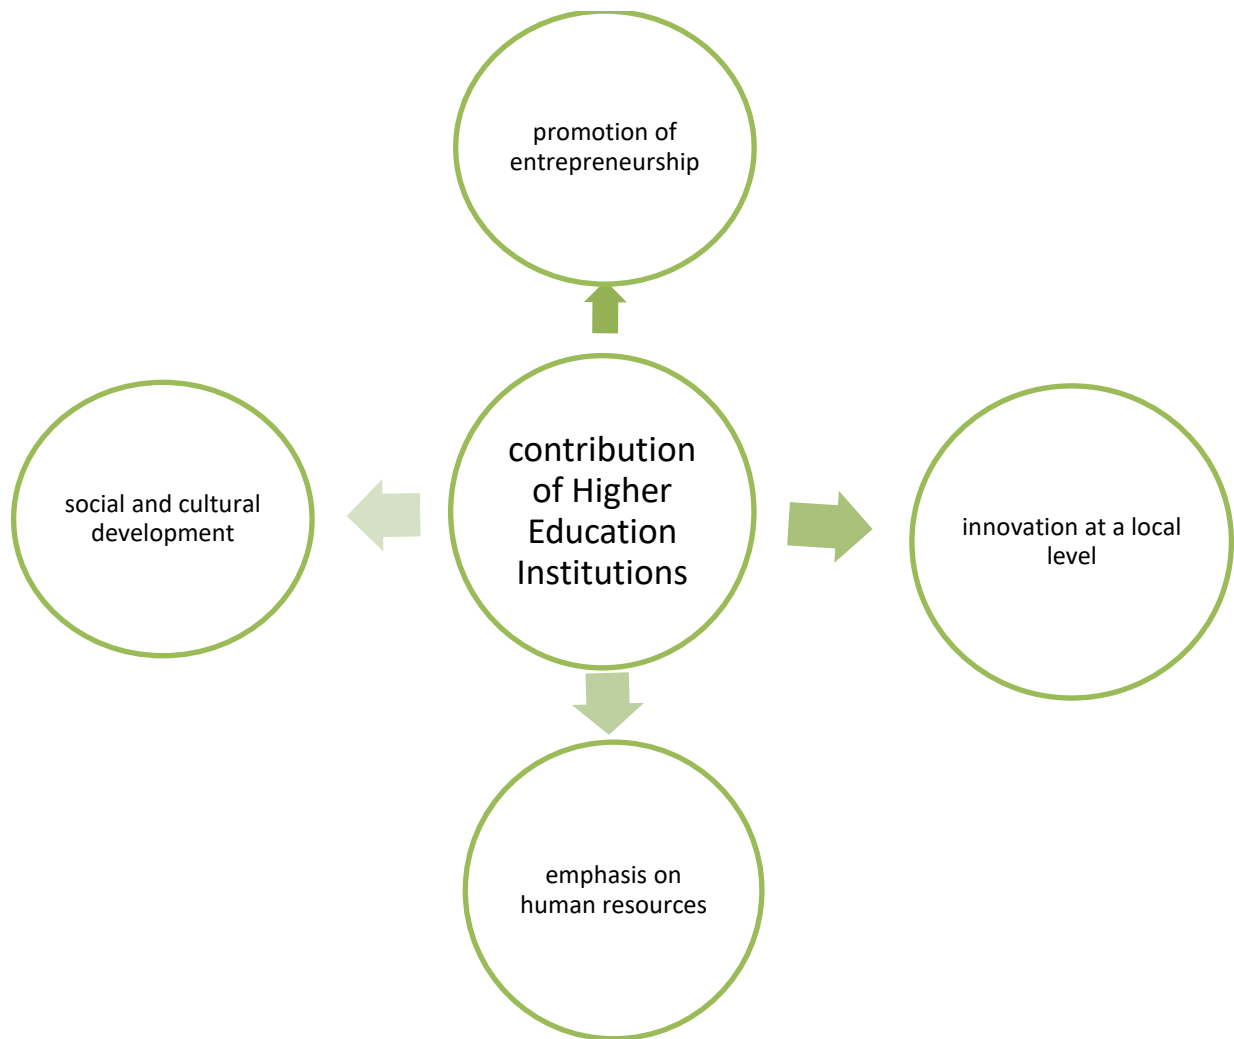 promotion of
entrepreneurship
social and cultural
development
contribution
of Higher
Education
Institutions
innovation at a local
level
emphasis on
human resources